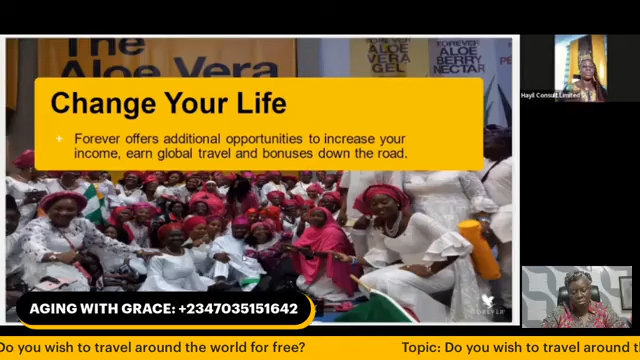 The
Aloe Vera
FOREVER
ALOE
VERA
GEL
FOREVER
ALOE
BERRY
NECTAR
Change Your Life
+ Forever offers additional opportunities to increase your
income, earn global travel and bonuses down the road.
Hayil Consult Limited
FOREVER
AGING WITH GRACE: +2347035151642
Do you wish to travel around the world for free?
Topic: Do you wish to travel around t